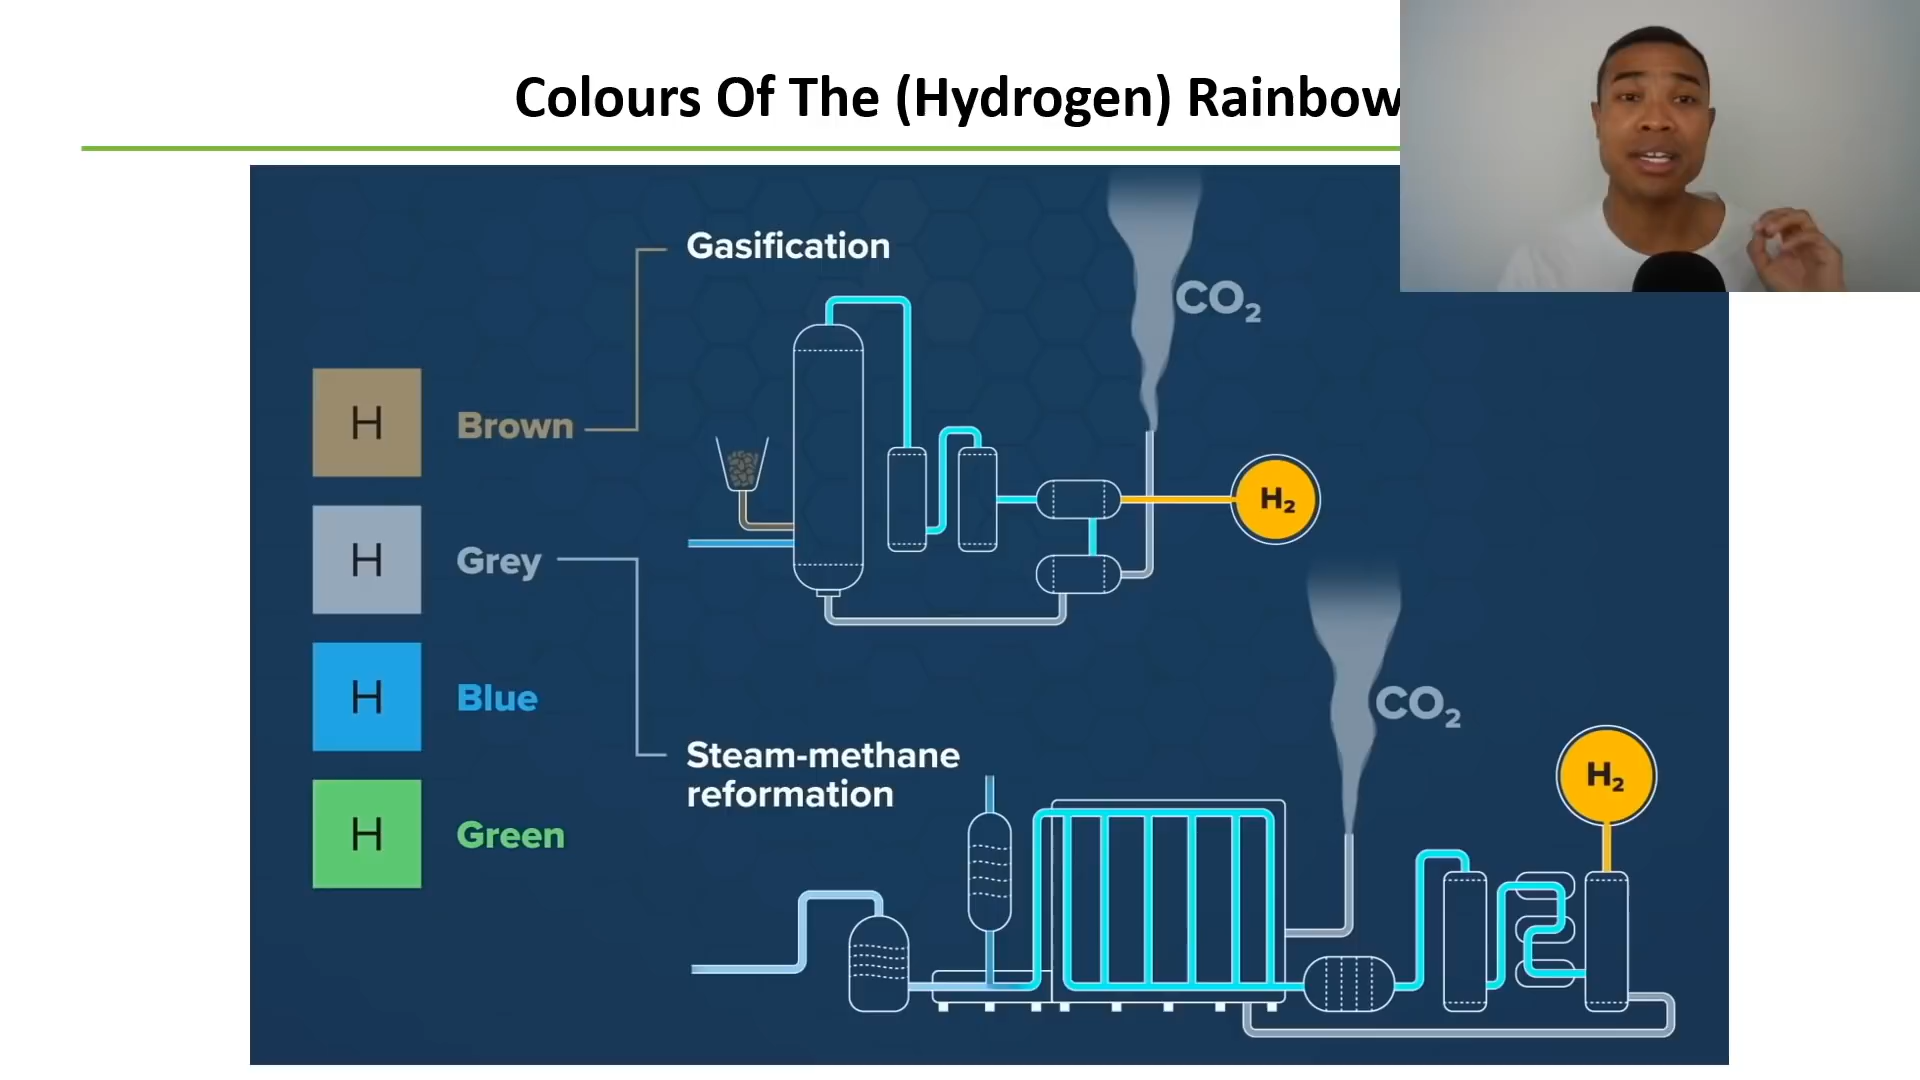 Colours Of The (Hydrogen) Rainbow
Gasification
CO₂
H Brown
H₂
H Grey
H Blue
CO₂
Steam-methane
reformation
H₂
H Green